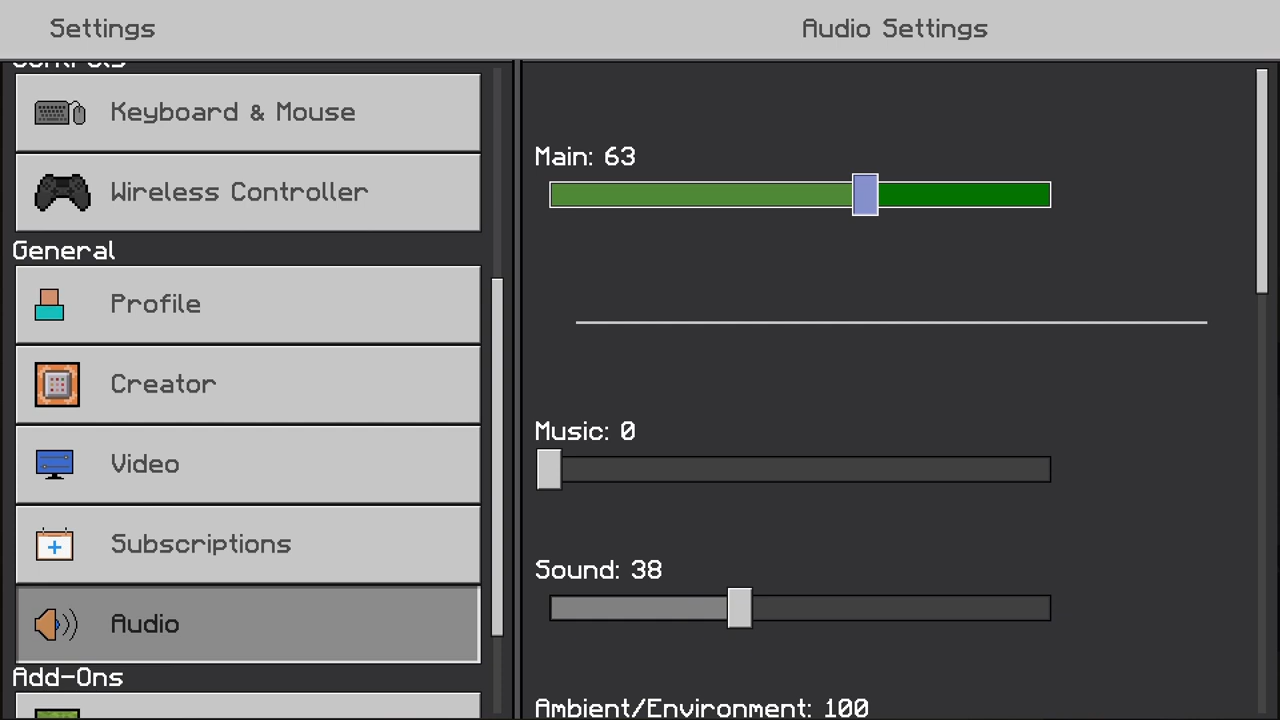 Settings
Audio Settings
Controls
Keyboard & Mouse
Wireless Controller
General
Profile
Creator
Video
Subscriptions
Audio
Add-Ons
Main: 63
Music: 0
Sound: 38
Ambient/Environment: 100